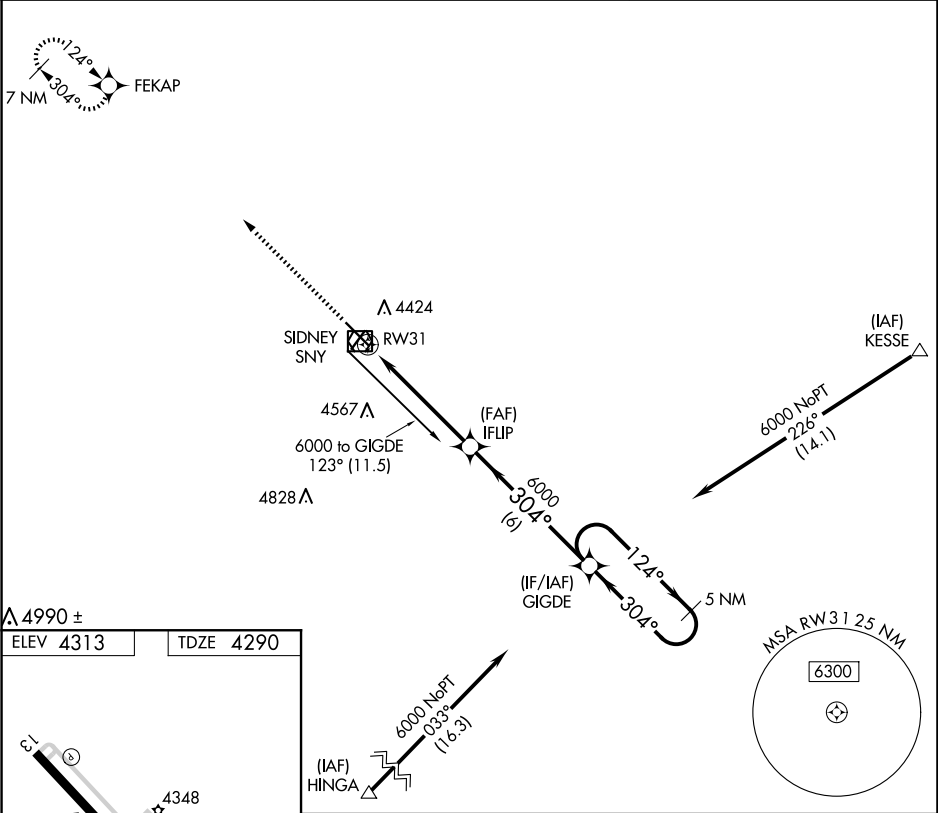 124°
304°
7 NM
FEKAP
4424
SIDNEY
SNY
RW31
(IAF)
KESSE
6000 NoPT
226°
(14.1)
4567
(FAF)
IFLIP
6000 to GIGDE
123° (11.5)
4828
6000
304°
(6)
124°
304°
5 NM
(IF/IAF)
GIGDE
4990 ±
ELEV 4313
TDZE 4290
MSA RW31 25 NM
6300
6000 NoPT
033°
(16.3)
(IAF)
HINGA
13
P
4348